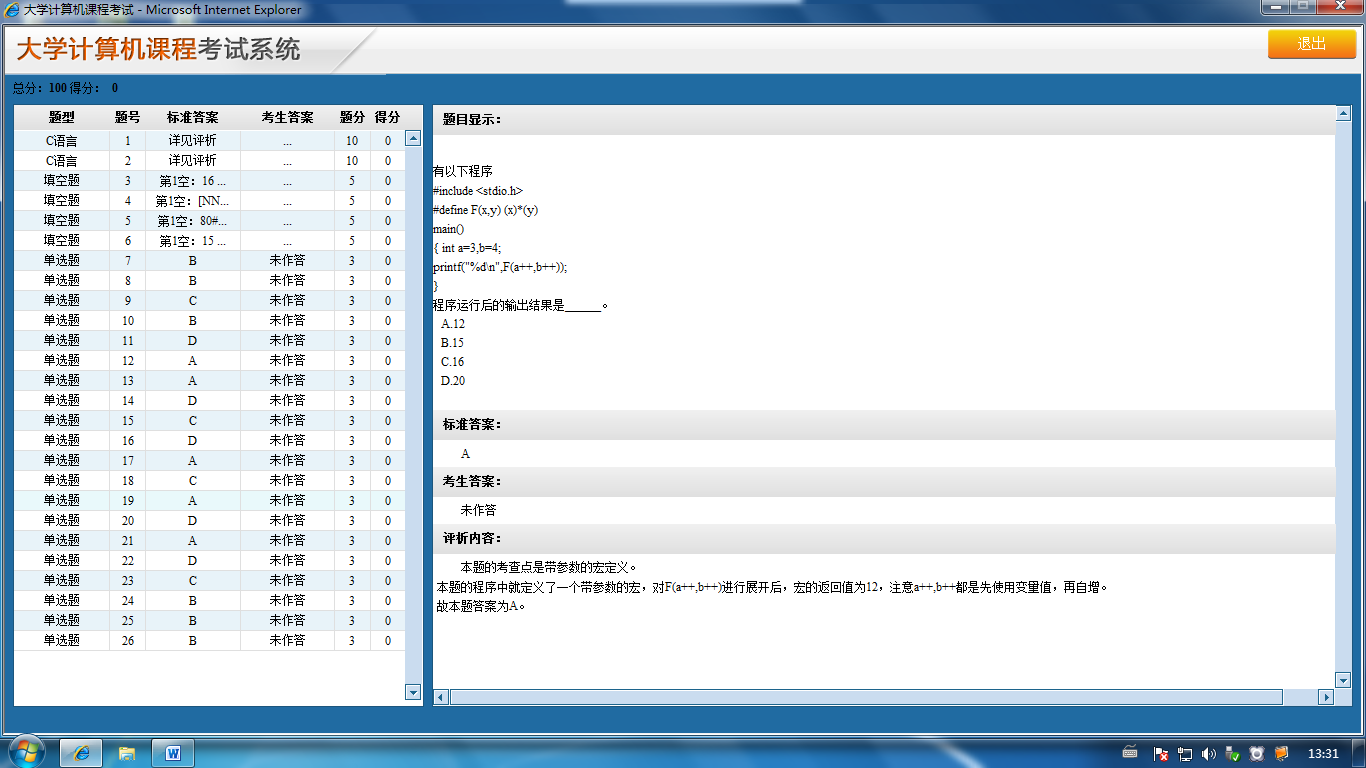 大学计算机课程考试 - Microsoft Internet Explorer
大学计算机课程考试系统
退出
总分：100 得分： 0
题型 题号 标准答案 考生答案 题分 得分
C语言 1 详见评析 ... 10 0
C语言 2 详见评析 ... 10 0
填空题 3 第1空：16 ... ... 5 0
填空题 4 第1空：[NN... ... 5 0
填空题 5 第1空：80#... ... 5 0
填空题 6 第1空：15 ... ... 5 0
单选题 7 B 未作答 3 0
单选题 8 B 未作答 3 0
单选题 9 C 未作答 3 0
单选题 10 B 未作答 3 0
单选题 11 D 未作答 3 0
单选题 12 A 未作答 3 0
单选题 13 A 未作答 3 0
单选题 14 D 未作答 3 0
单选题 15 C 未作答 3 0
单选题 16 D 未作答 3 0
单选题 17 A 未作答 3 0
单选题 18 C 未作答 3 0
单选题 19 A 未作答 3 0
单选题 20 D 未作答 3 0
单选题 21 A 未作答 3 0
单选题 22 D 未作答 3 0
单选题 23 C 未作答 3 0
单选题 24 B 未作答 3 0
单选题 25 B 未作答 3 0
单选题 26 B 未作答 3 0
题目显示：
有以下程序
#include <stdio.h>
#define F(x,y) (x)*(y)
main()
{ int a=3,b=4;
printf("%d\n",F(a++,b++));
}
程序运行后的输出结果是______。
A.12
B.15
C.16
D.20
标准答案：
A
考生答案：
未作答
评析内容：
本题的考查点是带参数的宏定义。
本题的程序中就定义了一个带参数的宏，对F(a++,b++)进行展开后，宏的返回值为12，注意a++,b++都是先使用变量值，再自增。
故本题答案为A。
13:31